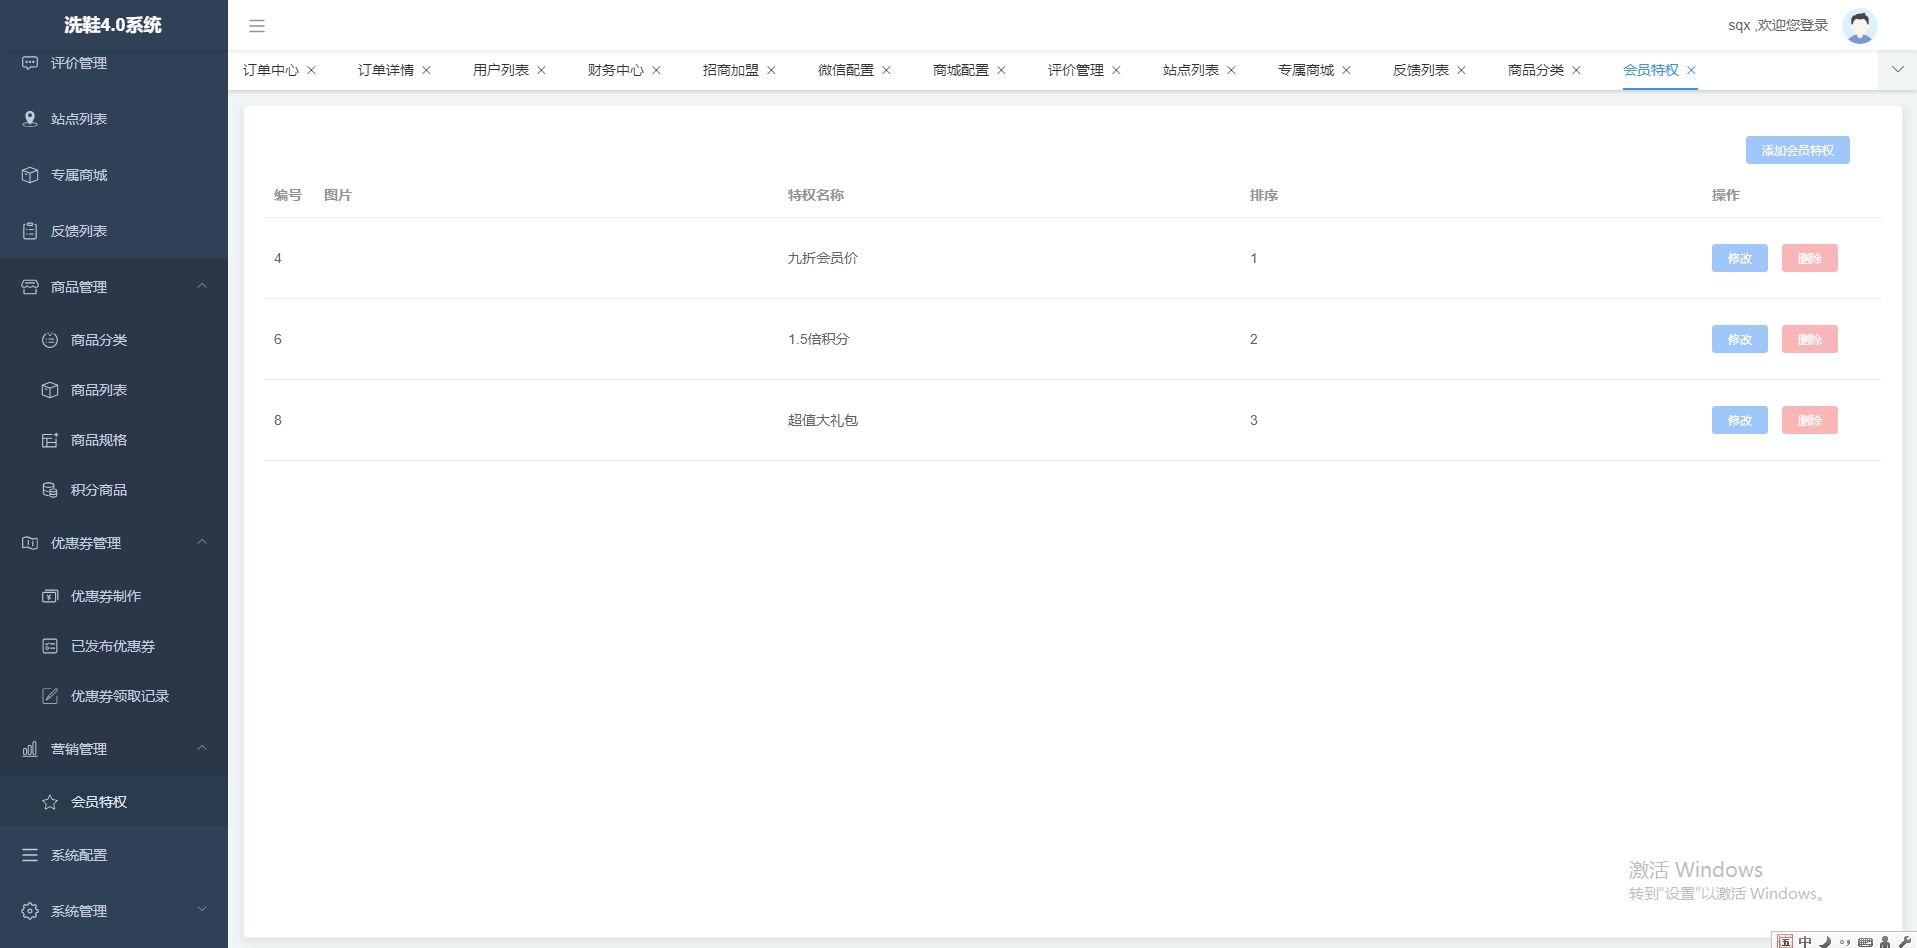 洗鞋4.0系统
评价管理
站点列表
专属商城
反馈列表
商品管理
商品分类
商品列表
商品规格
积分商品
优惠券管理
优惠券制作
已发布优惠券
优惠券领取记录
营销管理
会员特权
系统配置
系统管理
sqx ,欢迎您登录
订单中心 订单详情 用户列表 财务中心 招商加盟 微信配置 商城配置 评价管理 站点列表 专属商城 反馈列表 商品分类 会员特权
添加会员特权
编号 图片 特权名称 排序 操作
4 九折会员价 1 修改 删除
6 1.5倍积分 2 修改 删除
8 超值大礼包 3 修改 删除
激活 Windows
转到“设置”以激活 Windows。
五 中